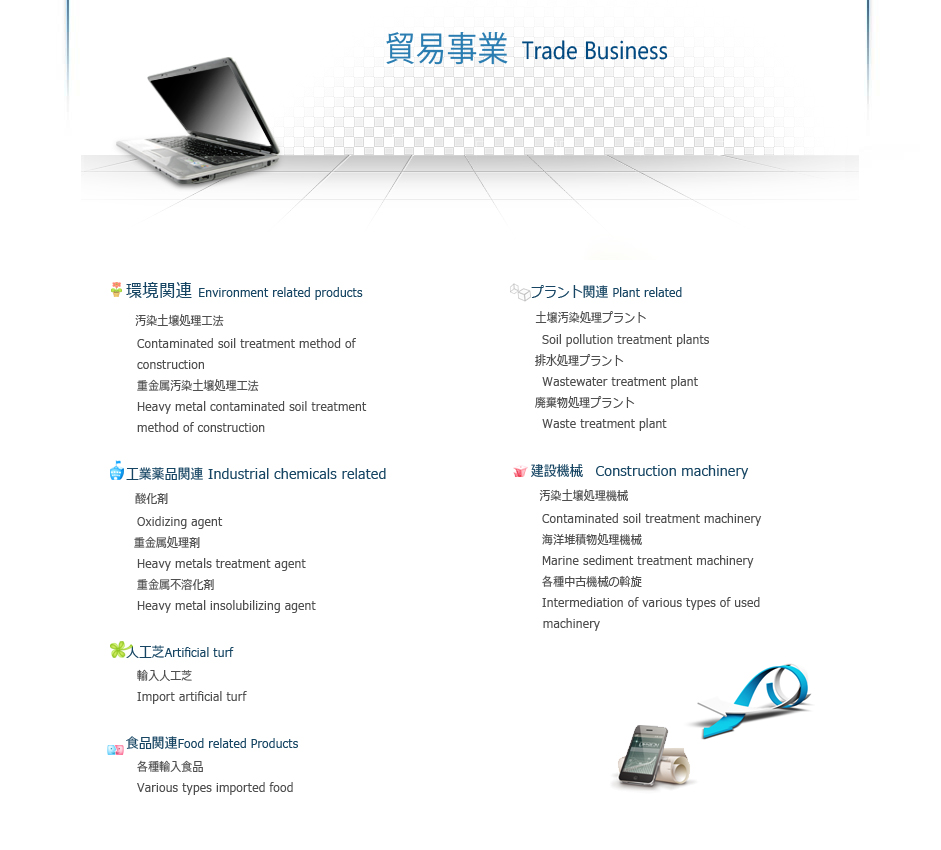 貿易事業 Trade Business
環境関連 Environment related products
汚染土壌処理工法
Contaminated soil treatment method of
construction
重金属汚染土壌処理工法
Heavy metal contaminated soil treatment
method of construction
工業薬品関連 Industrial chemicals related
酸化剤
Oxidizing agent
重金属処理剤
Heavy metals treatment agent
重金属不溶化剤
Heavy metal insolubilizing agent
人工芝Artificial turf
輸入人工芝
Import artificial turf
食品関連Food related Products
各種輸入食品
Various types imported food
プラント関連 Plant related
土壌汚染処理プラント
Soil pollution treatment plants
排水処理プラント
Wastewater treatment plant
廃棄物処理プラント
Waste treatment plant
建設機械 Construction machinery
汚染土壌処理機械
Contaminated soil treatment machinery
海洋堆積物処理機械
Marine sediment treatment machinery
各種中古機械の斡旋
Intermediation of various types of used
machinery